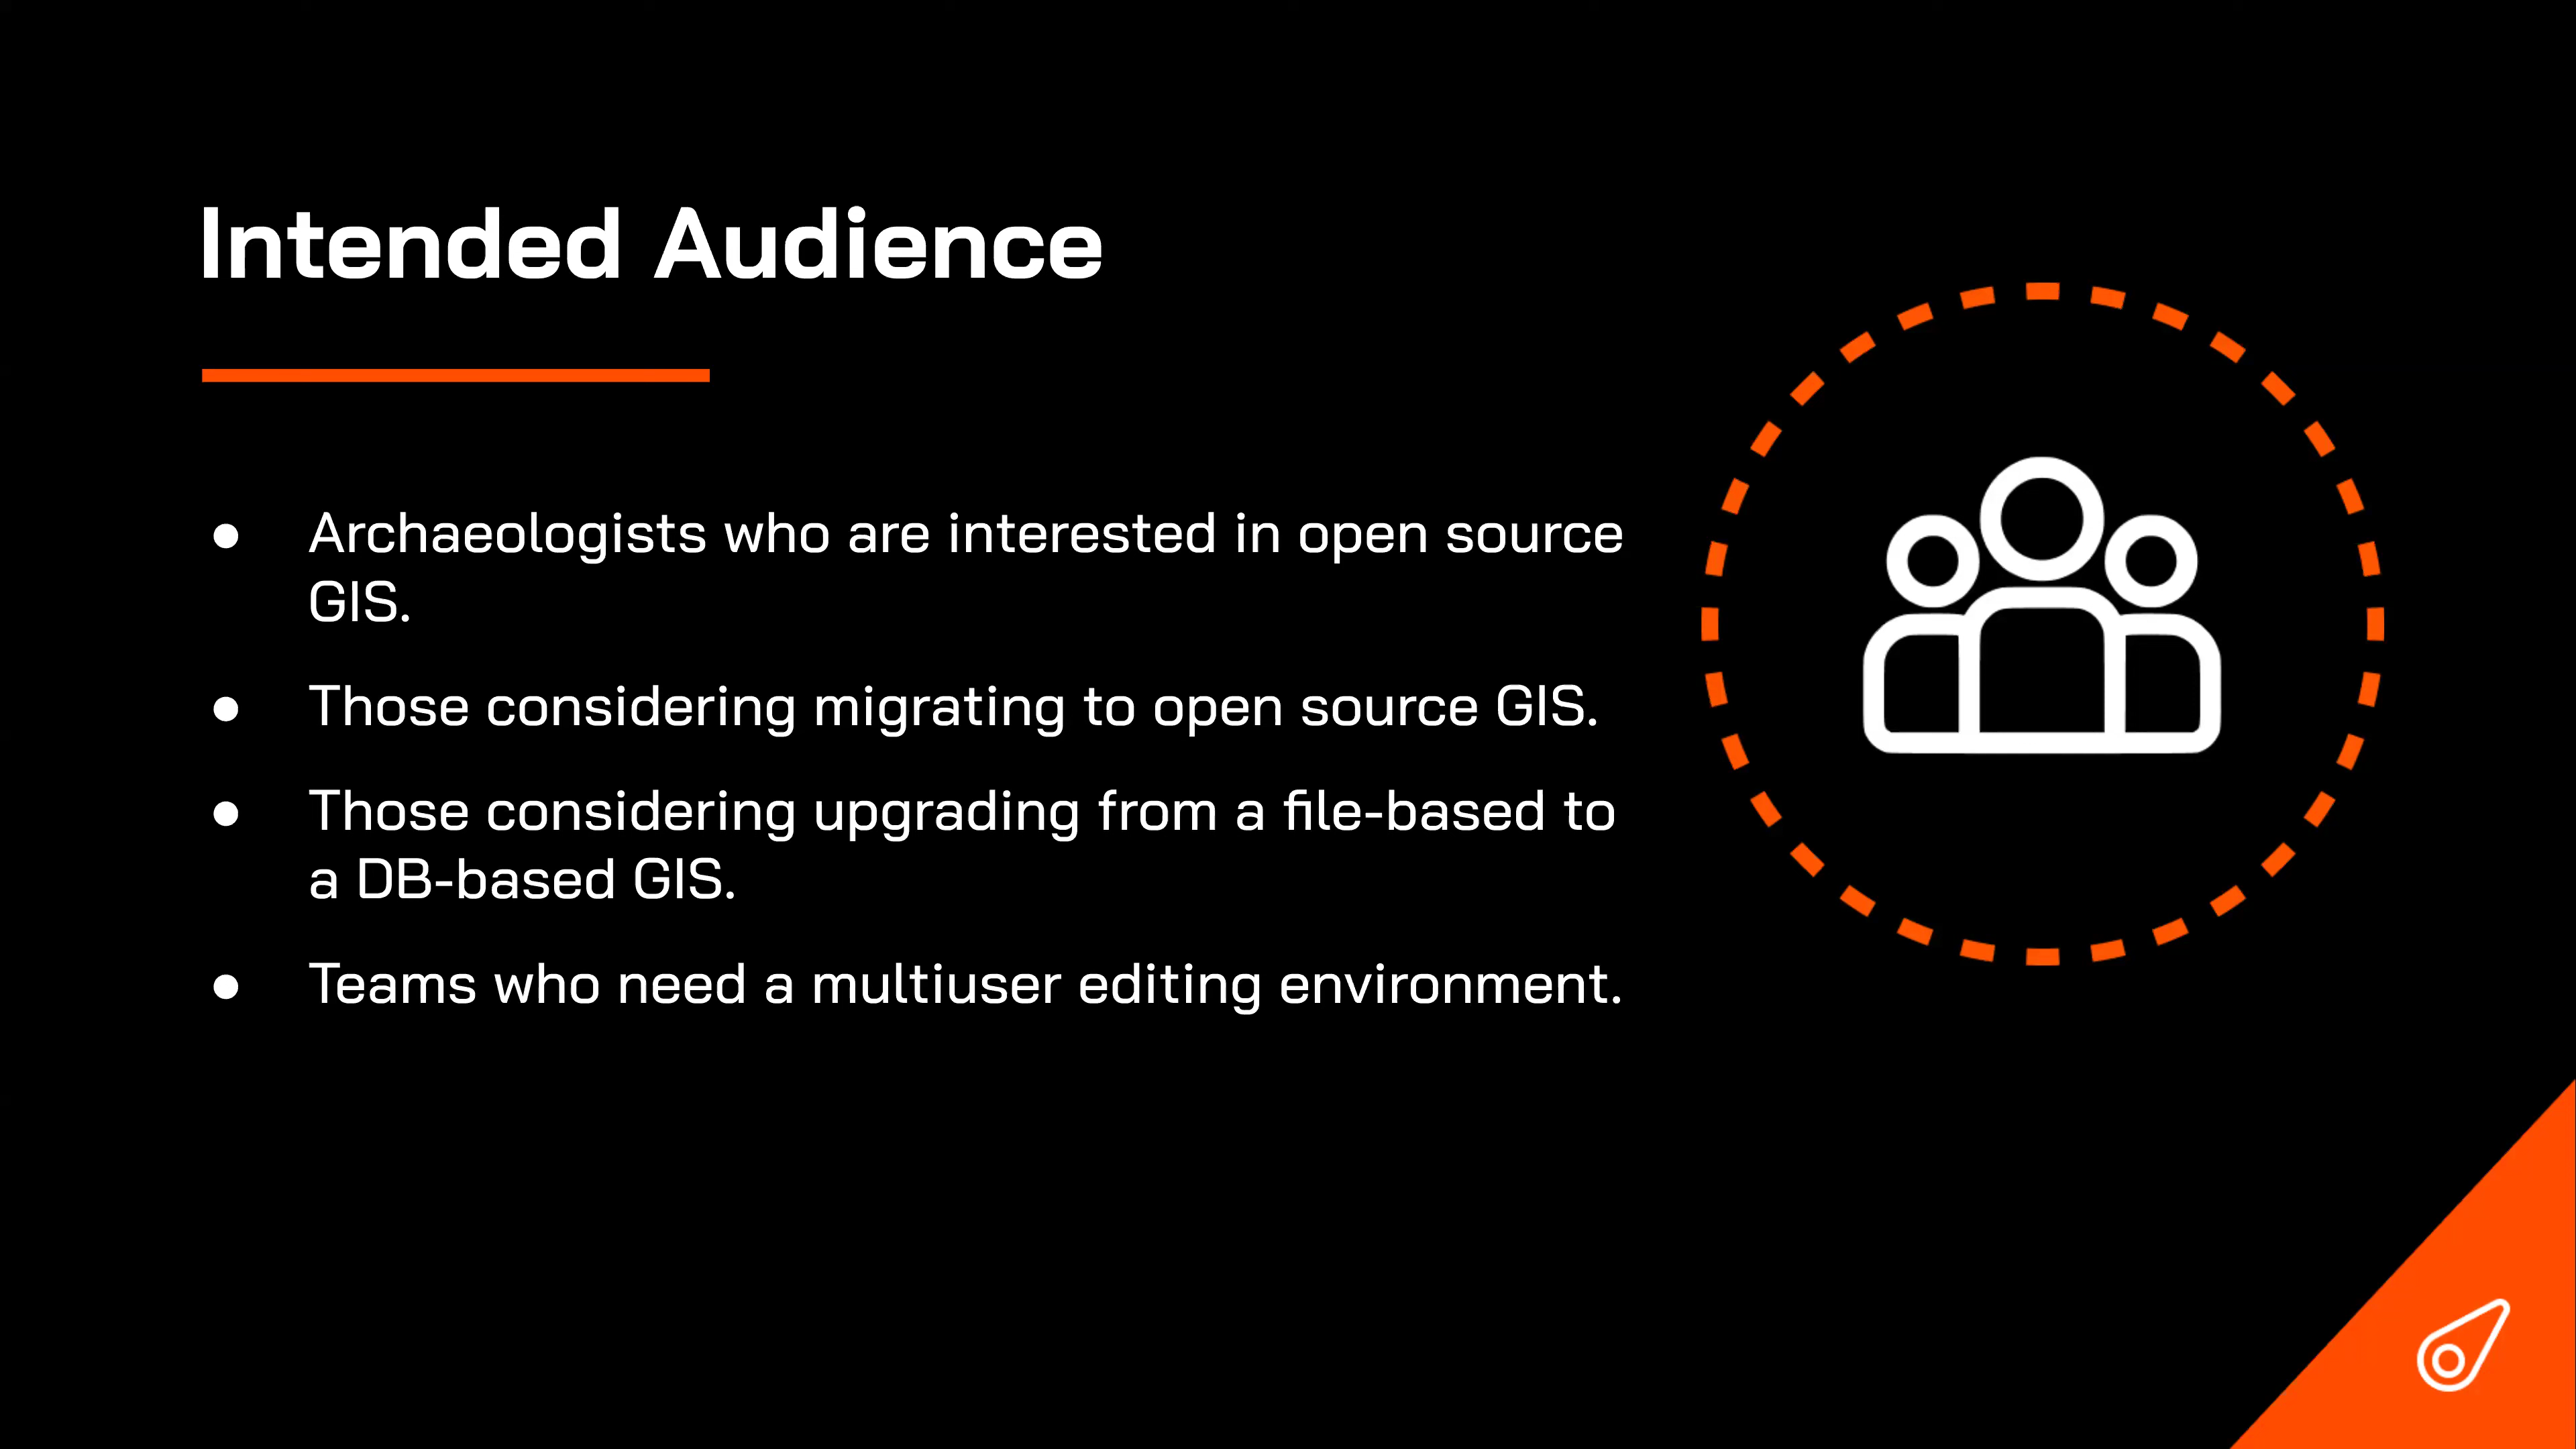 Intended Audience
● Archaeologists who are interested in open source
GIS.
● Those considering migrating to open source GIS.
● Those considering upgrading from a file-based to
a DB-based GIS.
● Teams who need a multiuser editing environment.